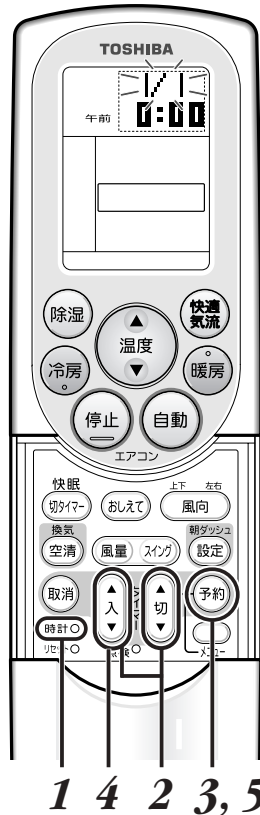 TOSHIBA
1/1
午前 0:00
除湿 快適気流
温度
冷房 暖房
停止 自動
エアコン
快眠 上下 左右
切タイマー おしえて 風向
換気 朝ダッシュ
空清 風量 スイング 設定
取消 入 切 予約
時計
リセット メニュー
1 4 2 3, 5